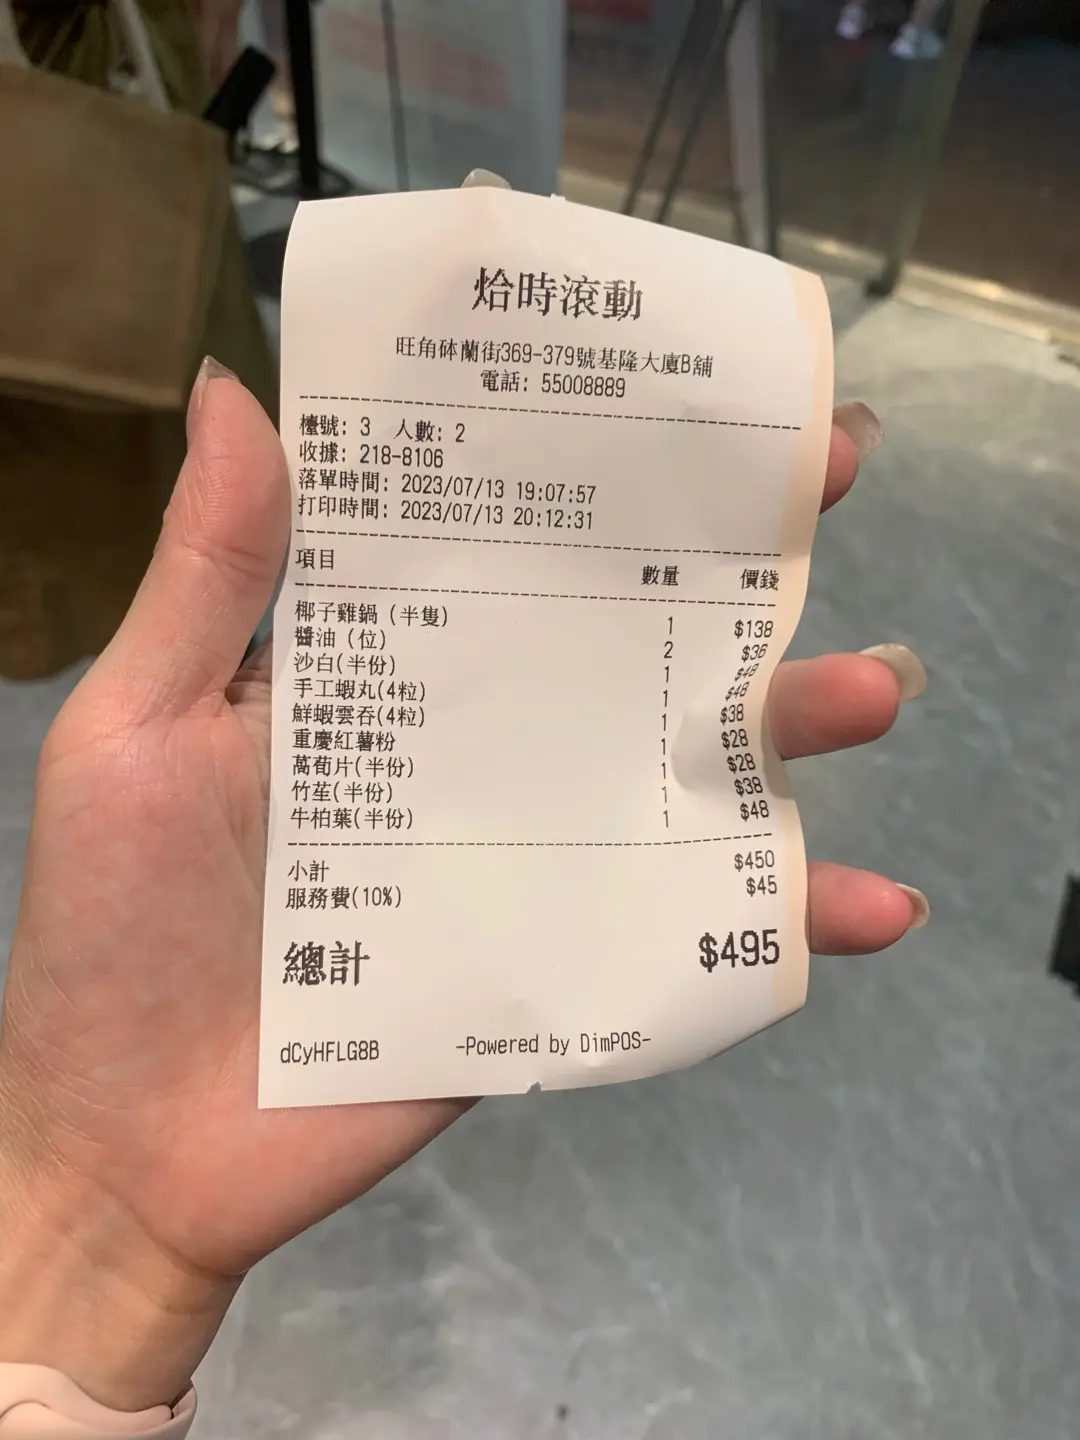 烚時滾動
旺角砵蘭街369-379號基隆大廈B舖
電話: 55008889
檯號: 3 人數: 2
收據: 218-8106
落單時間: 2023/07/13 19:07:57
打印時間: 2023/07/13 20:12:31
項目 數量 價錢
椰子雞鍋 (半隻) 1 $138
醬油 (位) 2 $36
沙白(半份) 1 $48
手工蝦丸(4粒) 1 $48
鮮蝦雲吞(4粒) 1 $38
重慶紅薯粉 1 $28
萵荀片(半份) 1 $28
竹苼(半份) 1 $38
牛柏葉(半份) 1 $48
小計 $450
服務費(10%) $45
總計 $495
dCyHFLG8B -Powered by DimPOS-